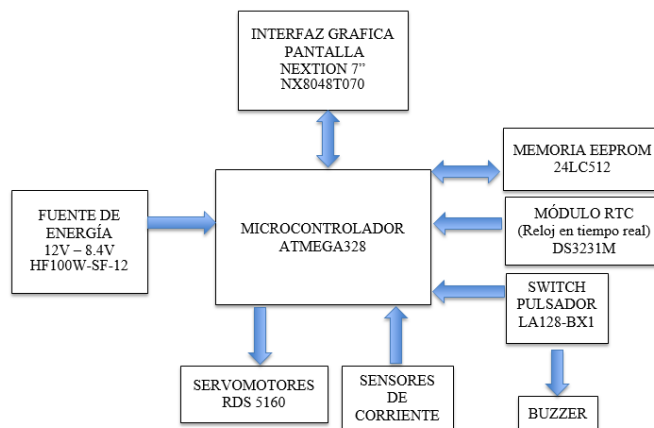 INTERFAZ GRAFICA
PANTALLA
NEXTION 7”
NX8048T070
MEMORIA EEPROM
24LC512
FUENTE DE
ENERGÍA
12V – 8.4V
HF100W-SF-12
MICROCONTROLADOR
ATMEGA328
MÓDULO RTC
(Reloj en tiempo real)
DS3231M
SWITCH
PULSADOR
LA128-BX1
SERVOMOTORES
RDS 5160
SENSORES
DE
CORRIENTE
BUZZER